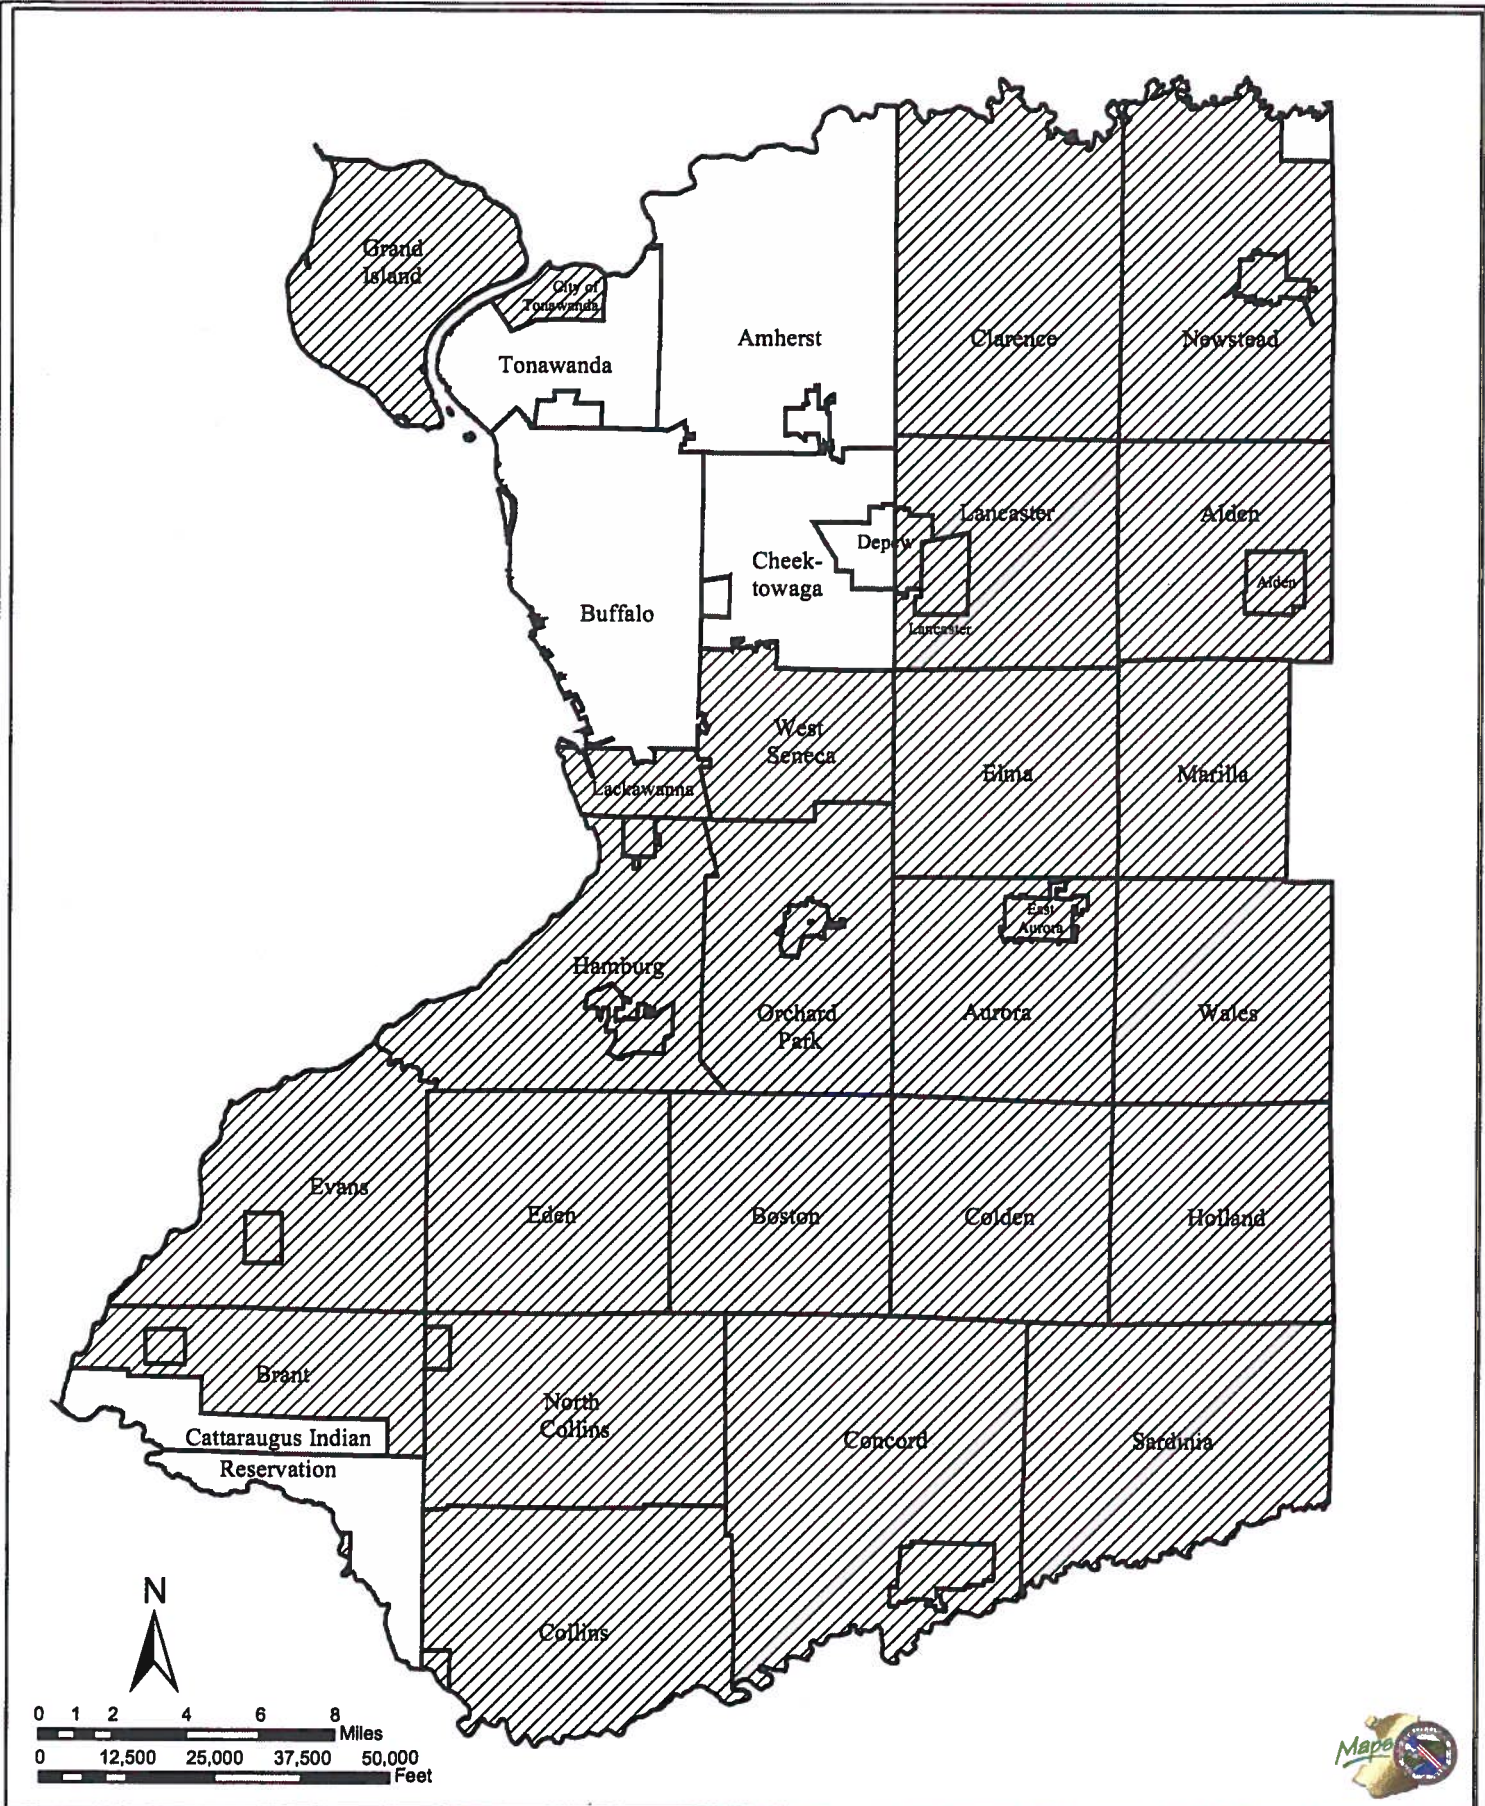 Grand
Island
City of
Tonawanda
Tonawanda
Amherst
Clarence
Newstead
Buffalo
Cheek-
towaga
Depew
Lancaster
Lancaster
Alden
Alden
West
Seneca
Lackawanna
Elma
Marilla
Hamburg
Orchard
Park
East
Aurora
Aurora
Wales
Evans
Eden
Boston
Colden
Holland
Brant
Cattaraugus Indian
Reservation
North
Collins
Concord
Sardinia
Collins
N
0 1 2 4 6 8
Miles
0 12,500 25,000 37,500 50,000
Feet
Maps